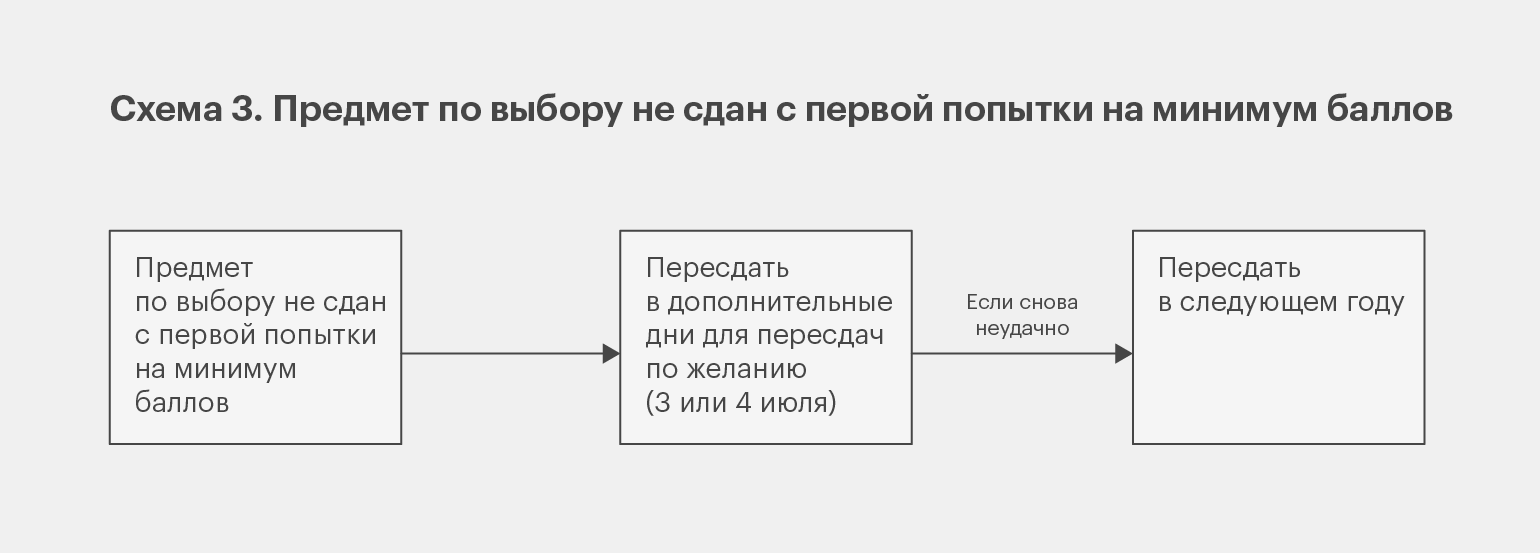 Схема 3. Предмет по выбору не сдан с первой попытки на минимум баллов
Предмет
по выбору не сдан
с первой попытки
на минимум
баллов
Пересдать
в дополнительные
дни для пересдач
по желанию
(3 или 4 июля)
Если снова
неудачно
Пересдать
в следующем году